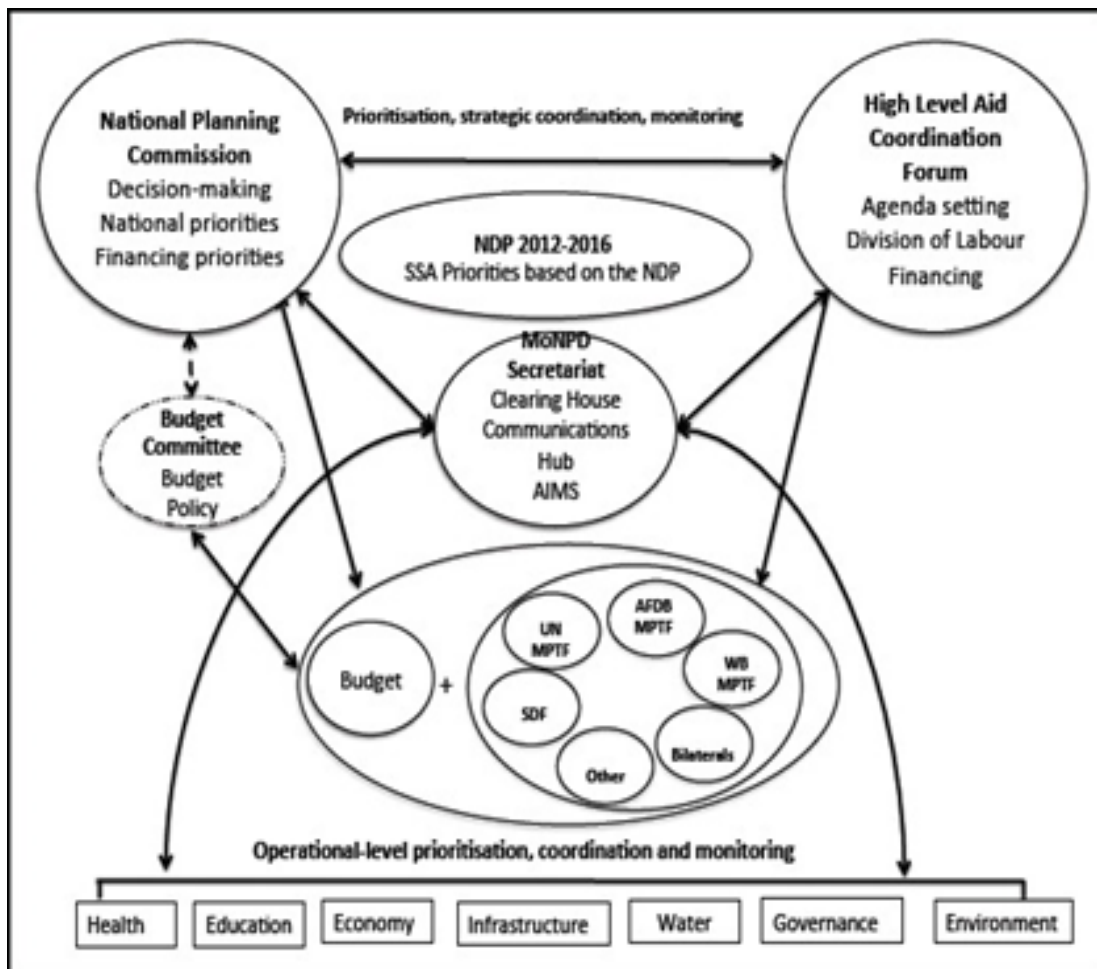 National Planning
Commission
Decision-making
National priorities
Financing priorities
Prioritisation, strategic coordination, monitoring
High Level Aid
Coordination
Forum
Agenda setting
Division of Labour
Financing
NDP 2012-2016
SSA Priorities based on the NDP
MoNPD
Secretariat
Clearing House
Communications
Hub
AIMS
Budget
Committee
Budget
Policy
Budget
+
UN
MPTF
AFDB
MPTF
WB
MPTF
SDF
Other
Bilaterals
Operational-level prioritisation, coordination and monitoring
Health
Education
Economy
Infrastructure
Water
Governance
Environment